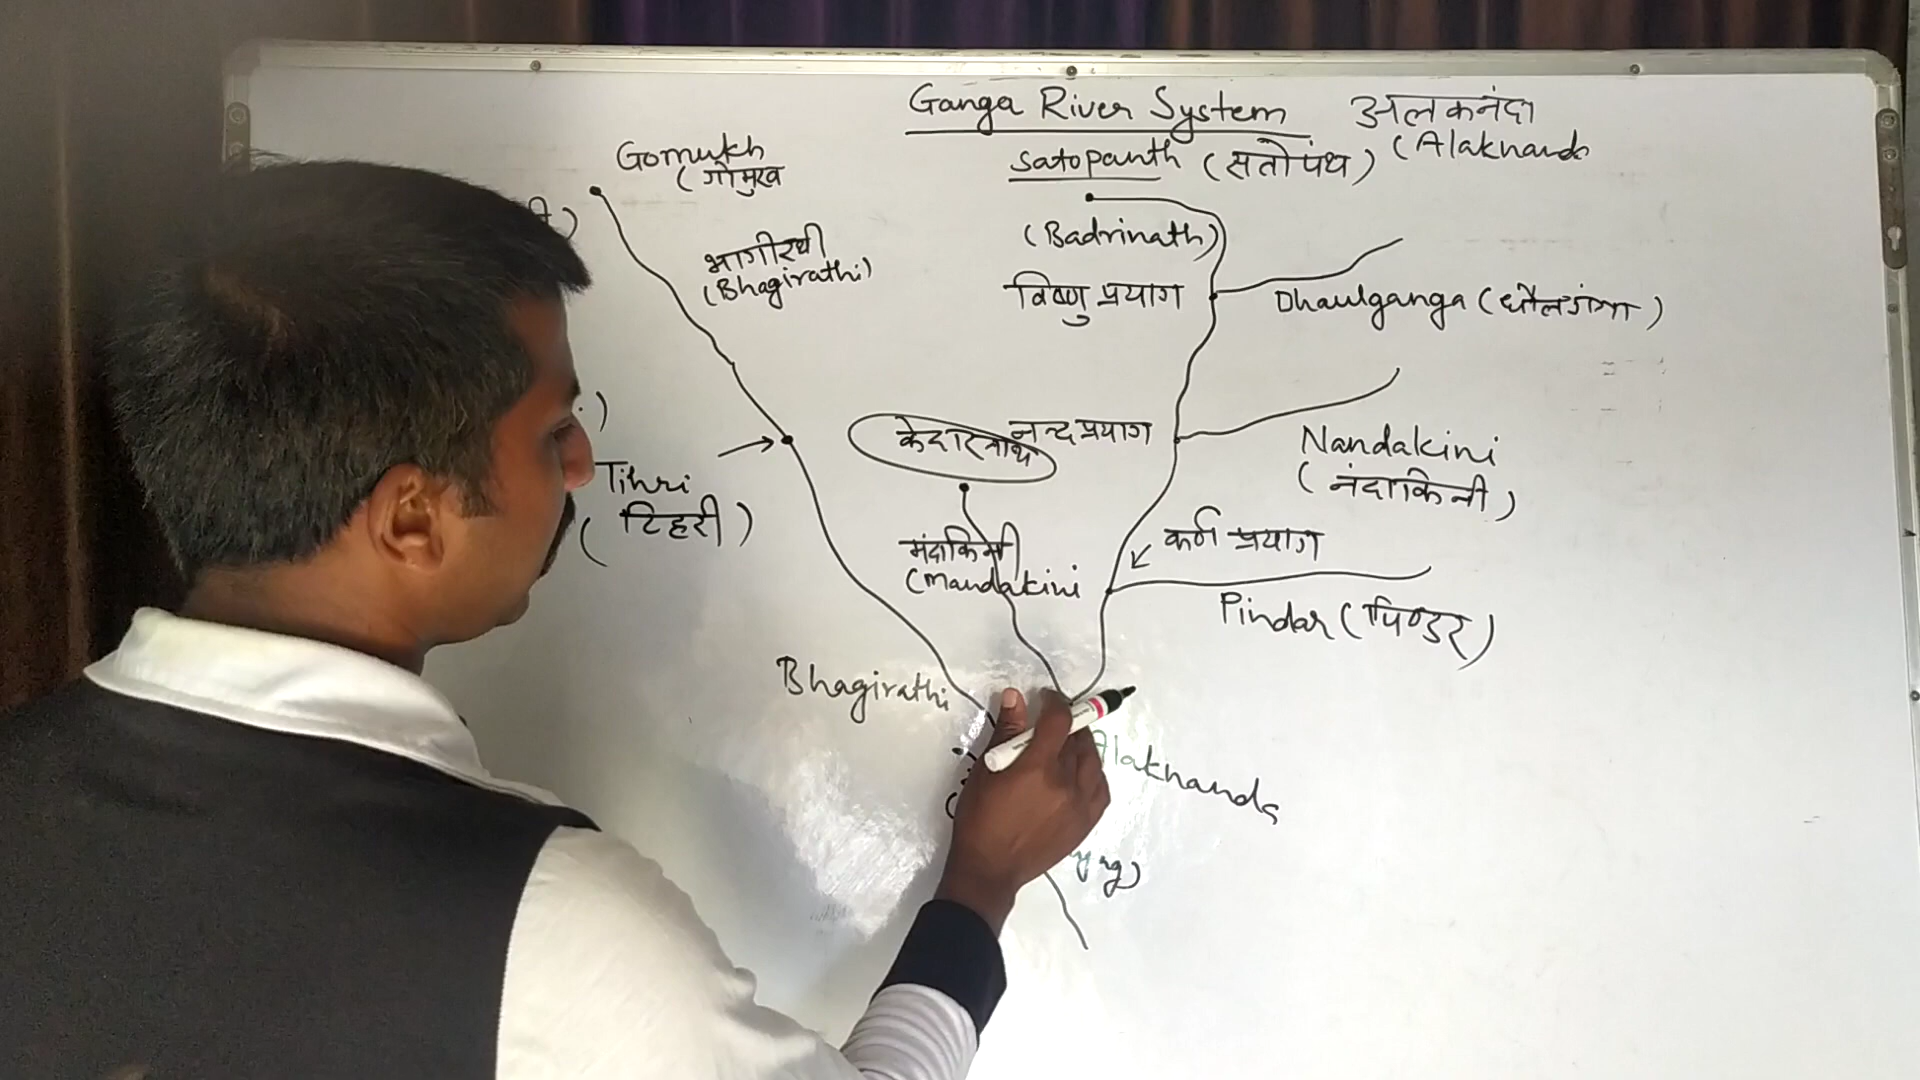 Ganga River System
अलकनंदा
(Alaknanda
Gomukh
(गोमुख
Satopanth (सतोपंथ)
(Badrinath)
भागीरथी
(Bhagirathi)
विष्णु प्रयाग
Dhaulganga (धौलगंगा)
केदारनाथ
नन्द प्रयाग
Nandakini
(नंदाकिनी)
Tihri
(टिहरी)
मंदाकिनी
(Mandakini
कर्ण प्रयाग
Pindar (पिण्डर)
Bhagirathi
Alaknanda